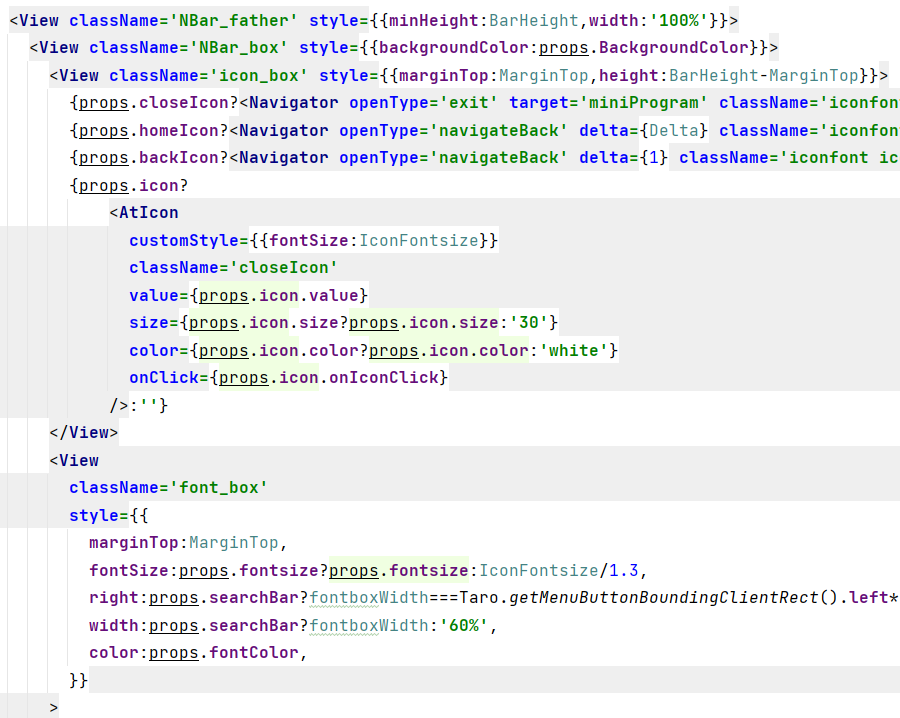 <View className='NBar_father' style={{minHeight:BarHeight,width:'100%'}}>
<View className='NBar_box' style={{backgroundColor:props.BackgroundColor}}>
<View className='icon_box' style={{marginTop:MarginTop,height:BarHeight-MarginTop}}>
{props.closeIcon?<Navigator openType='exit' target='miniProgram' className='iconfon
{props.homeIcon?<Navigator openType='navigateBack' delta={Delta} className='iconfon
{props.backIcon?<Navigator openType='navigateBack' delta={1} className='iconfont ic
{props.icon?
<AtIcon
customStyle={{fontSize:IconFontsize}}
className='closeIcon'
value={props.icon.value}
size={props.icon.size?props.icon.size:'30'}
color={props.icon.color?props.icon.color:'white'}
onClick={props.icon.onIconClick}
/>:''}
</View>
<View
className='font_box'
style={{
marginTop:MarginTop,
fontSize:props.fontsize?props.fontsize:IconFontsize/1.3,
right:props.searchBar?fontboxWidth===Taro.getMenuButtonBoundingClientRect().left*
width:props.searchBar?fontboxWidth:'60%',
color:props.fontColor,
}}
>